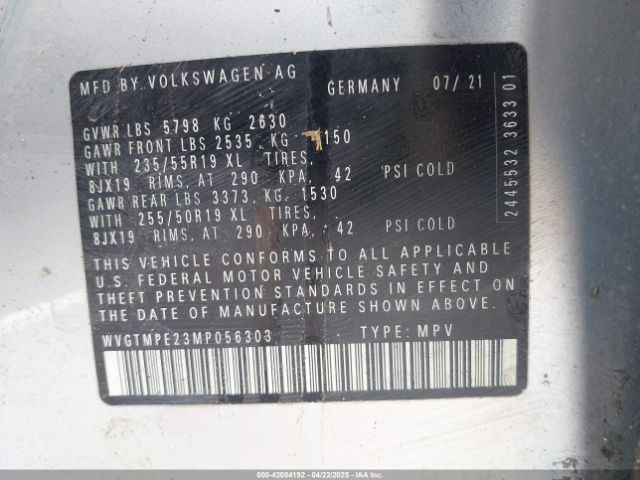 MFD BY VOLKSWAGEN AG GERMANY 07/21
GVWR LBS 5798 KG 2630
GAWR FRONT LBS 2535 KG 1150
WITH 235/55R19 XL TIRES,
8JX19 RIMS, AT 290 KPA, 42 PSI COLD
GAWR REAR LBS 3373, KG 1530
WITH 255/50R19 XL TIRES,
8JX19 RIMS, AT 290 KPA, 42 PSI COLD
THIS VEHICLE CONFORMS TO ALL APPLICABLE
U.S. FEDERAL MOTOR VEHICLE SAFETY AND
THEFT PREVENTION STANDARDS IN EFFECT ON
THE DATE OF MANUFACTURE SHOWN ABOVE.
WVGTMPE23MP056303 TYPE: MPV
2445532 3633 01
000-42084192 - 04/22/2025 - IAAI.COM